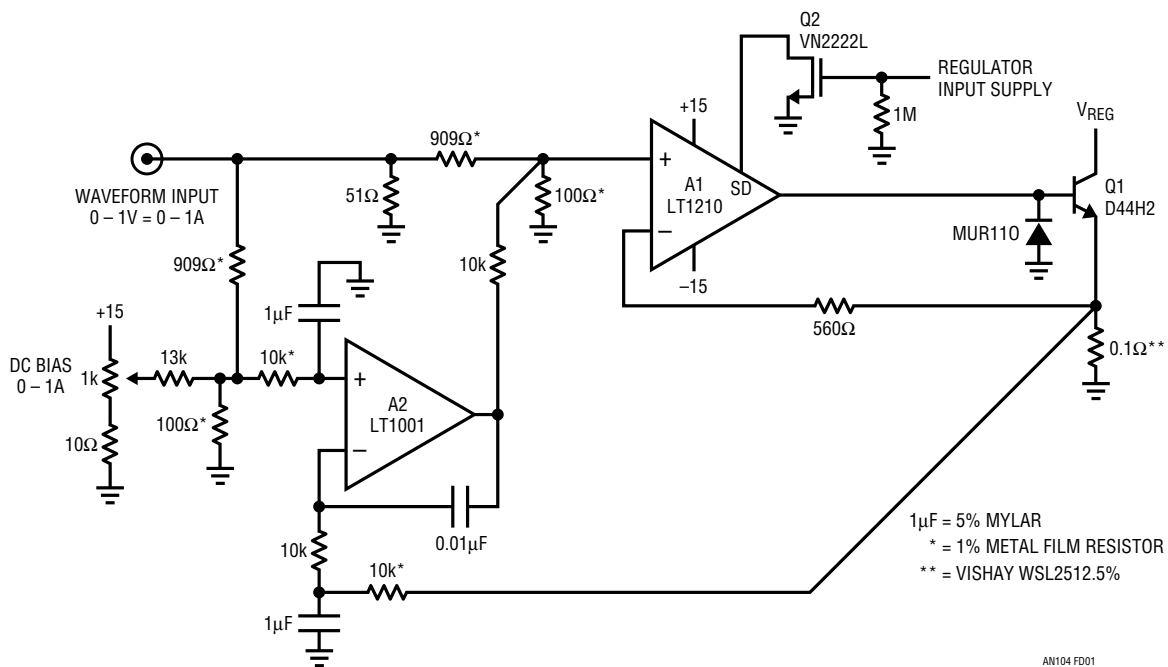 Q2
VN2222L
REGULATOR
INPUT SUPPLY
+15
1M
VREG
909Ω*
WAVEFORM INPUT
0 – 1V = 0 – 1A
51Ω
100Ω*
+
A1
LT1210
SD
–
–15
Q1
D44H2
MUR110
909Ω*
10k
1µF
560Ω
0.1Ω**
+15
DC BIAS
0 – 1A
1k
13k
10k*
100Ω*
10Ω
+
A2
LT1001
–
0.01µF
10k
10k*
1µF
1µF = 5% MYLAR
* = 1% METAL FILM RESISTOR
** = VISHAY WSL2512.5%
AN104 FD01